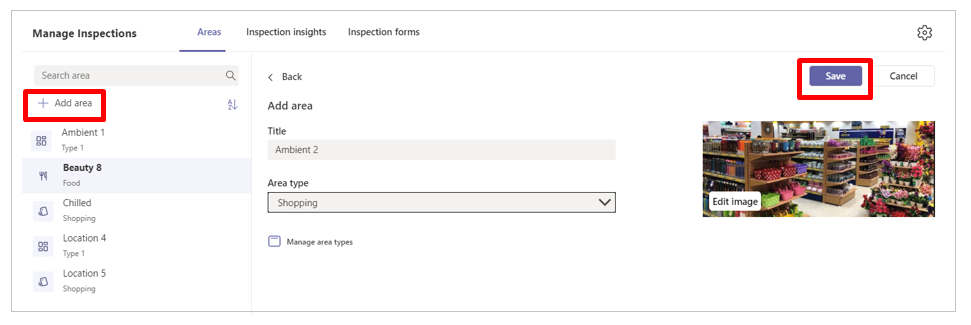 Manage Inspections
Areas
Inspection insights
Inspection forms
Search area
Add area
Ambient 1
Type 1
Beauty 8
Food
Chilled
Shopping
Location 4
Type 1
Location 5
Shopping
Back
Save
Cancel
Add area
Title
Ambient 2
Area type
Shopping
Manage area types
Edit image